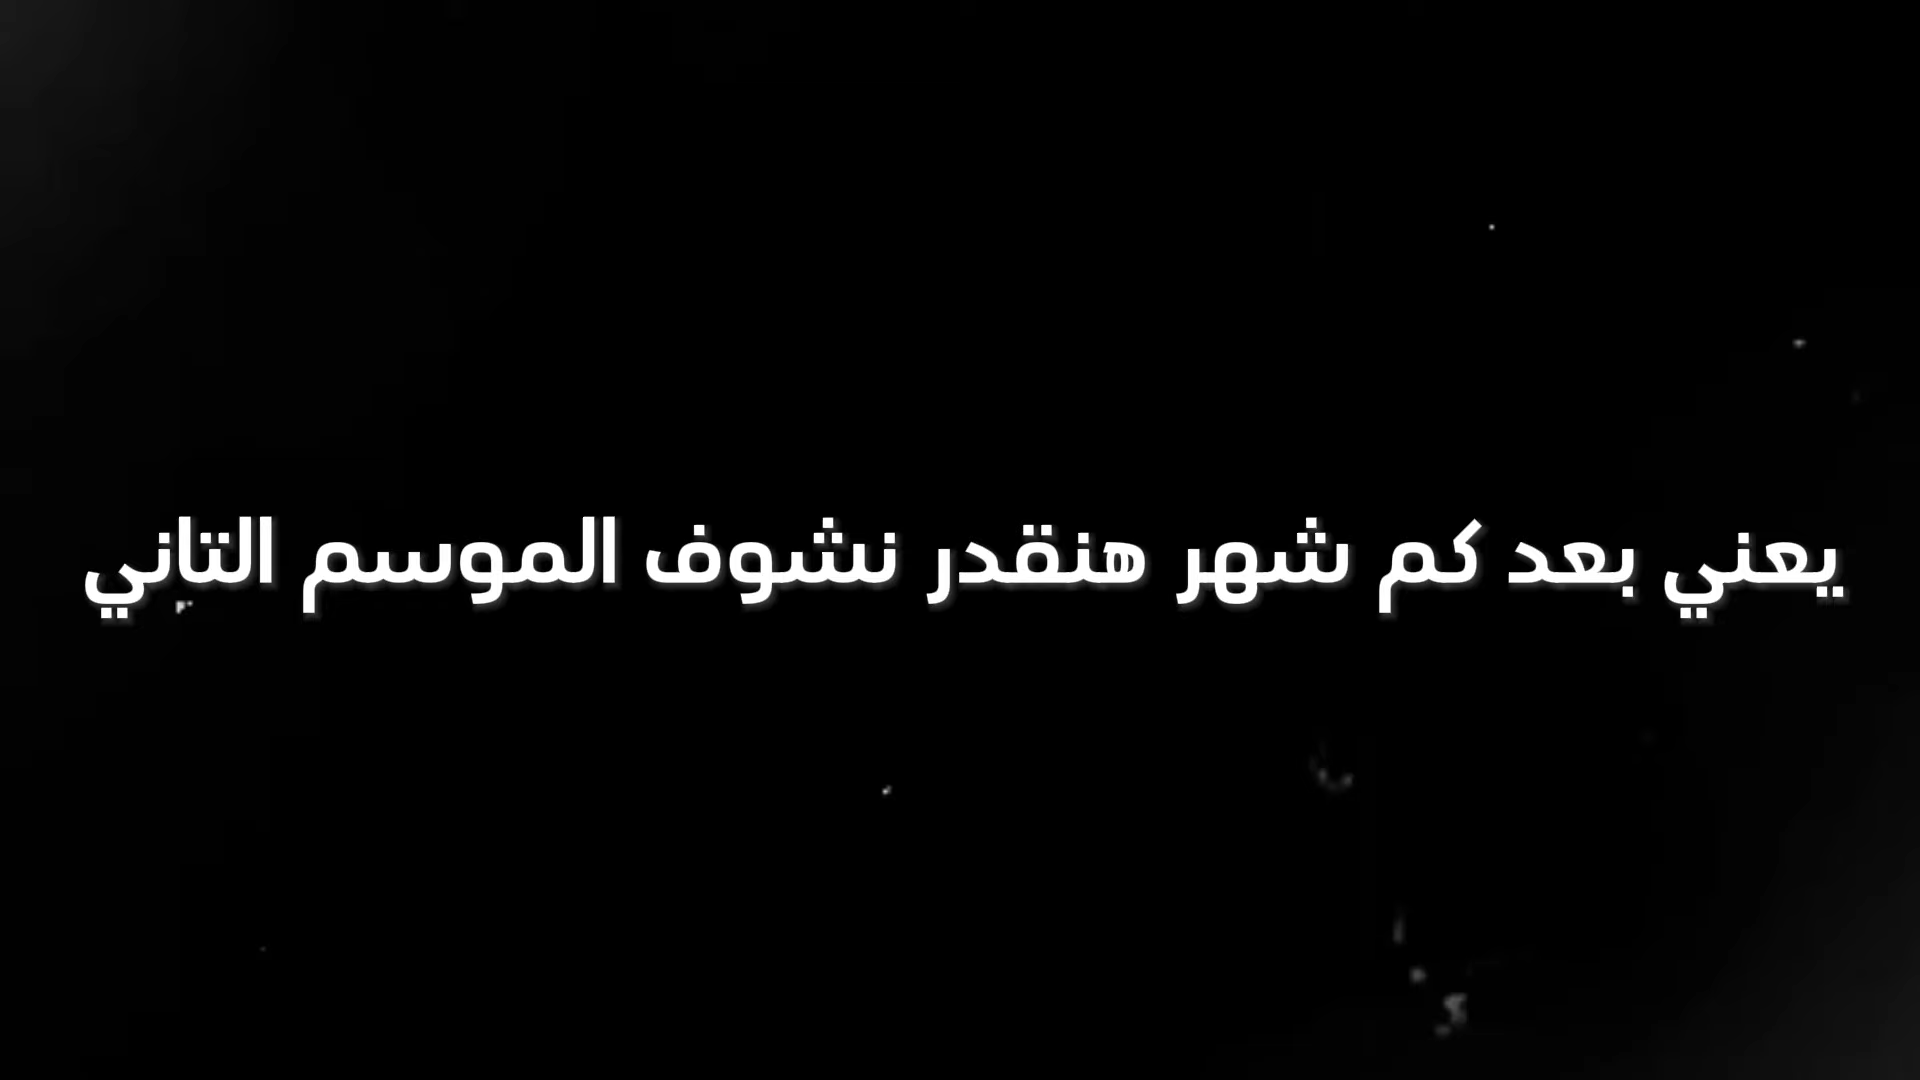 يعني بعد كم شهر هنقدر نشوف الموسم التاني